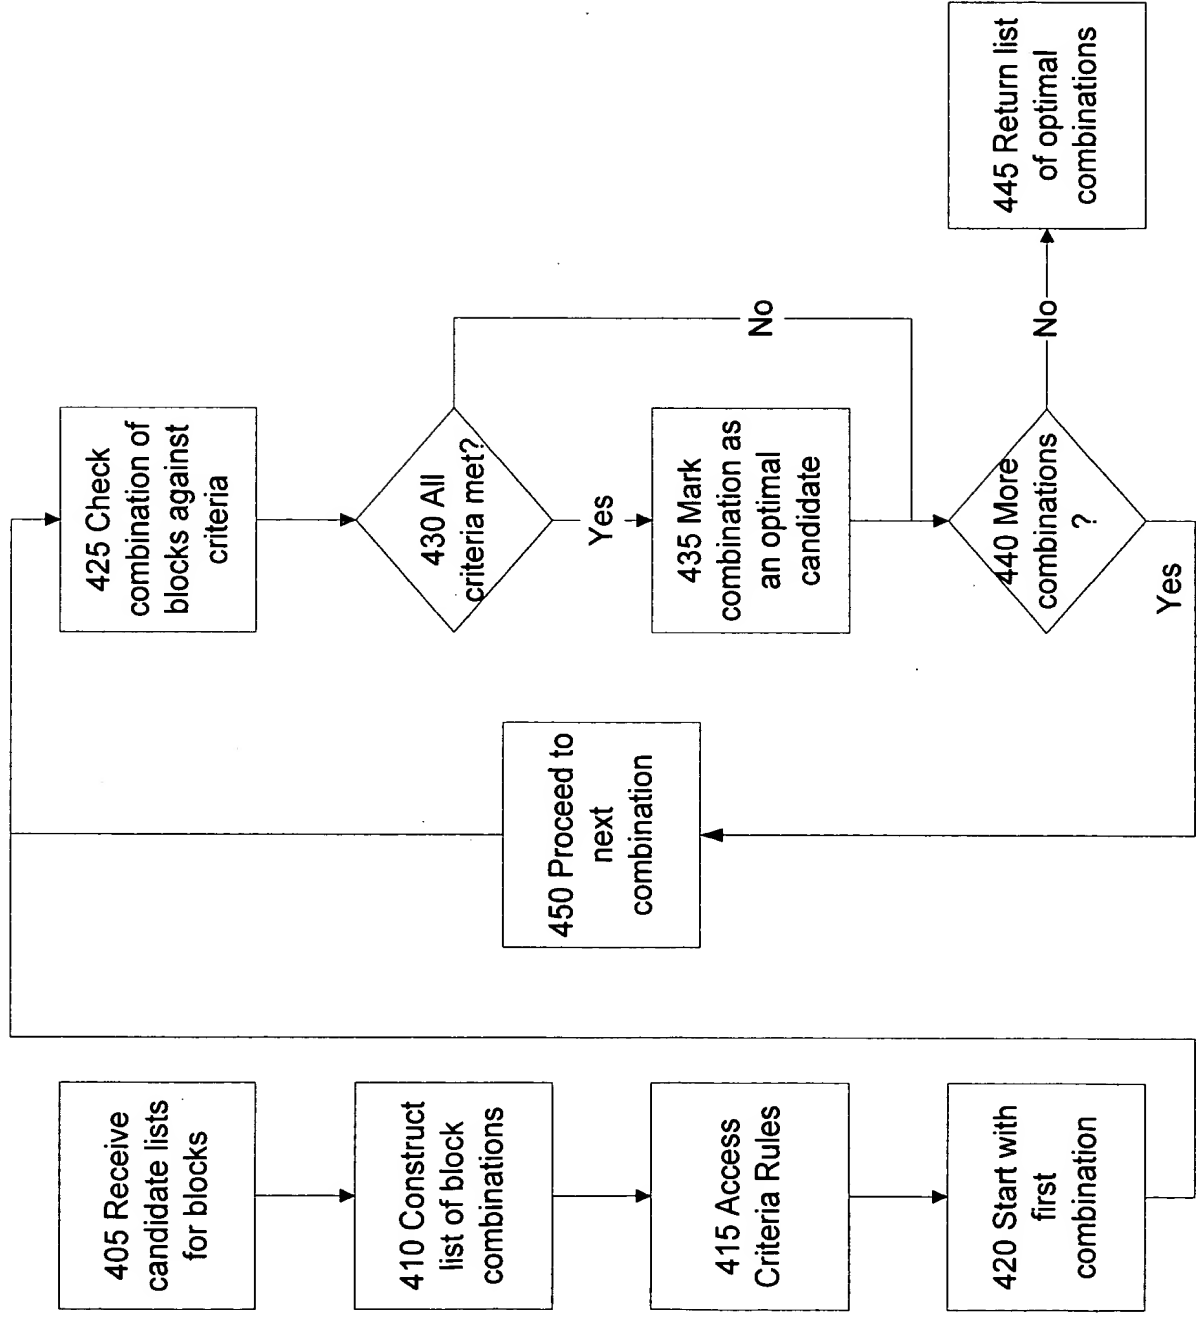 405 Receive
candidate lists
for blocks
410 Construct
list of block
combinations
415 Access
Criteria Rules
420 Start with
first
combination
425 Check
combination of
blocks against
criteria
430 All
criteria met?
Yes
No
435 Mark
combination as
an optimal
candidate
440 More
combinations
?
Yes
No
445 Return list
of optimal
combinations
450 Proceed to
next
combination